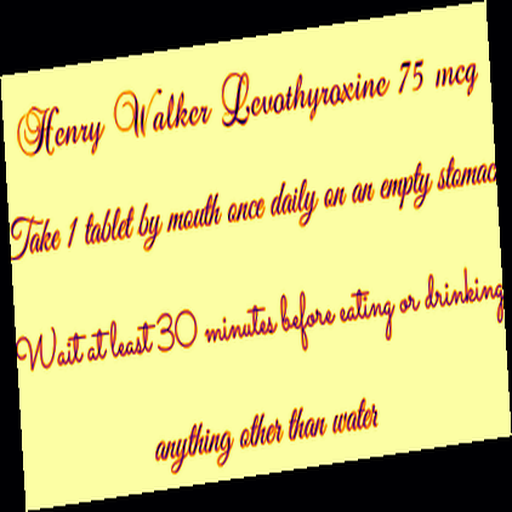 Henry Walker Levothyroxine 75 mcg
Take 1 tablet by mouth once daily on an empty stomac
Wait at least 30 minutes before eating or drinking
anything other than water